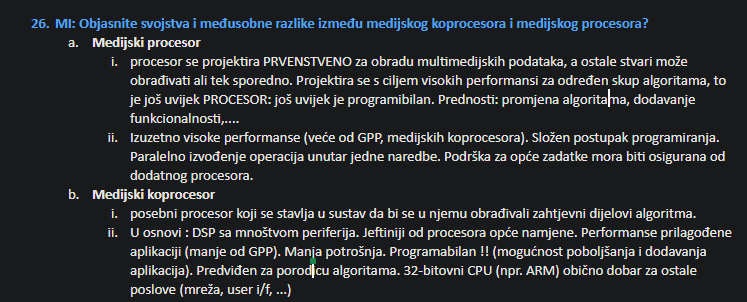 26. MI: Objasnite svojstva i međusobne razlike između medijskog koprocesora i medijskog procesora?
a. Medijski procesor
i. procesor se projektira PRVENSTVENO za obradu multimedijskih podataka, a ostale stvari može
obrađivati ali tek sporedno. Projektira se s ciljem visokih performansi za određen skup algoritama, to
je još uvijek PROCESOR: još uvijek je programibilan. Prednosti: promjena algoritama, dodavanje
funkcionalnosti,....
ii. Izuzetno visoke performanse (veće od GPP, medijskih koprocesora). Složen postupak programiranja.
Paralelno izvođenje operacija unutar jedne naredbe. Podrška za opće zadatke mora biti osigurana od
dodatnog procesora.
b. Medijski koprocesor
i. posebni procesor koji se stavlja u sustav da bi se u njemu obrađivali zahtjevni dijelovi algoritma.
ii. U osnovi : DSP sa mnoštvom periferija. Jeftiniji od procesora opće namjene. Performanse prilagođene
aplikaciji (manje od GPP). Manja potrošnja. Programabilan !! (mogućnost poboljšanja i dodavanja
aplikacija). Predviđen za porodicu algoritama. 32-bitovni CPU (npr. ARM) obično dobar za ostale
poslove (mreža, user i/f, ...)